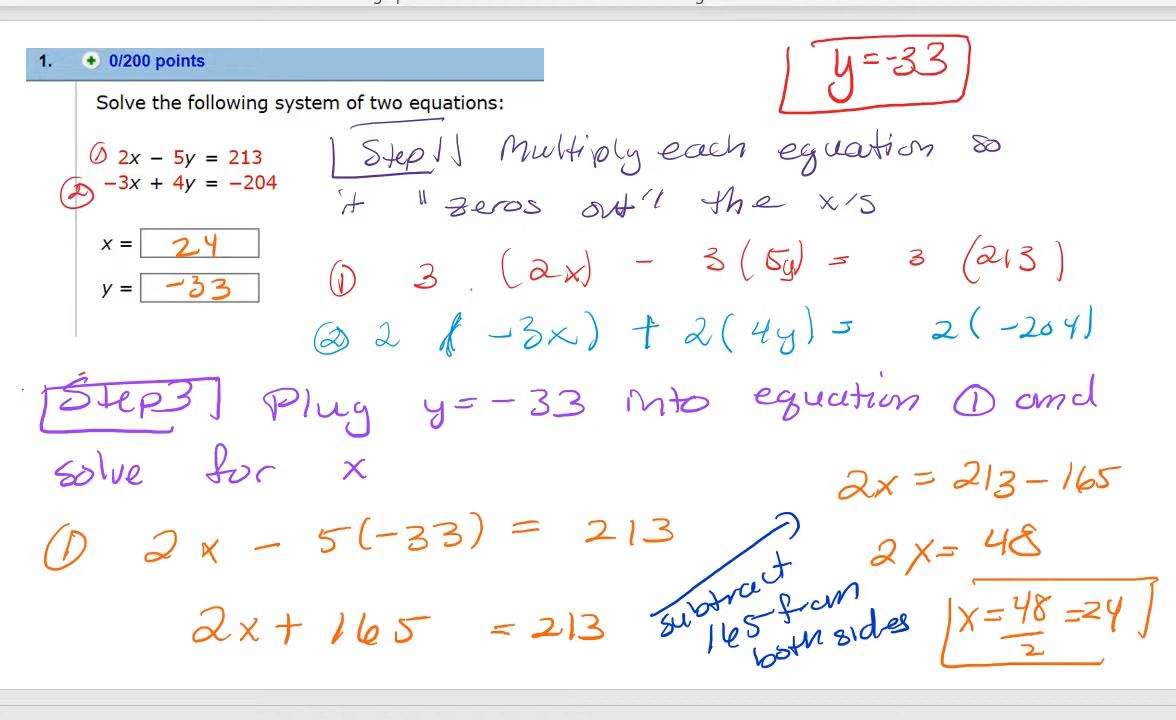 1. 0/200 points
y = -33
Solve the following system of two equations:
① 2x − 5y = 213
② −3x + 4y = −204
x = 24
y = -33
Step 1 Multiply each equation so
it "zeros out" the x's
① 3 (2x) - 3(5y) = 3 (213)
② 2 (-3x) + 2(4y) = 2(-204)
Step 3 Plug y = -33 into equation ① and
solve for x
① 2x - 5(-33) = 213
2x + 165 = 213
subtract
165 from
both sides
2x = 213 - 165
2x = 48
x = 48/2 = 24